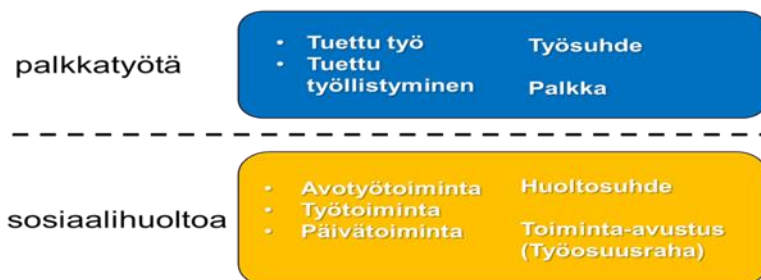 palkkatyötä
• Tuettu työ
• Tuettu
työllistyminen
Työsuhde
Palkka
sosiaalihuoltoa
• Avotyötoiminta
• Työtoiminta
• Päivätoiminta
Huoltosuhde
Toiminta-avustus
(Työosuusraha)